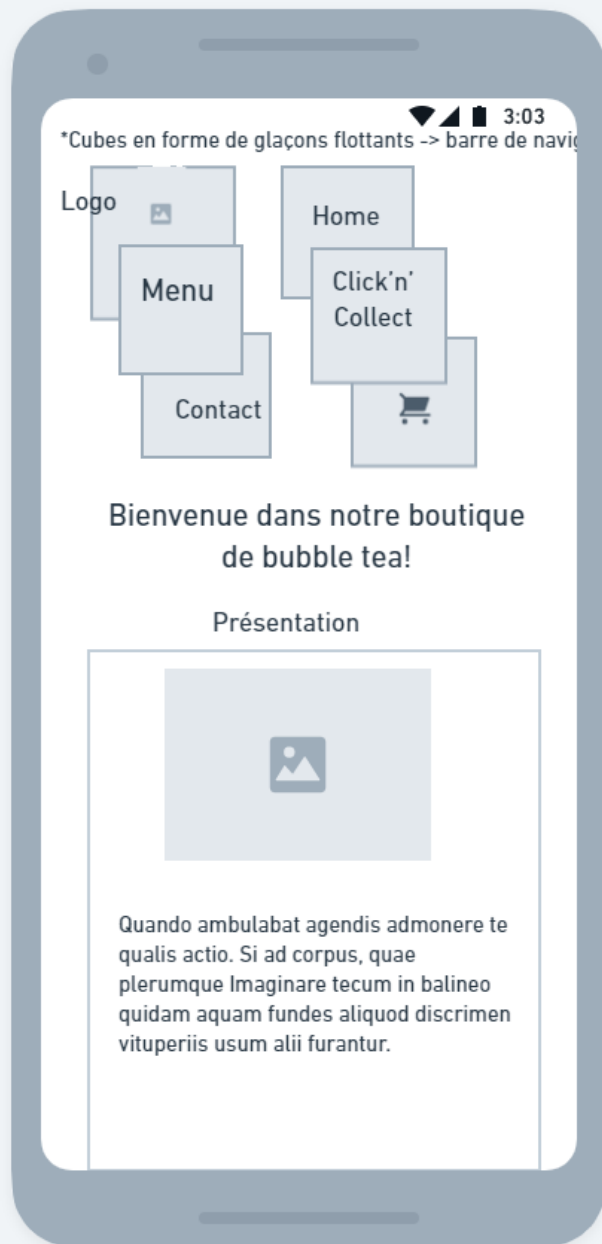 3:03
*Cubes en forme de glaçons flottants -> barre de navig
Logo
Home
Menu
Click'n'
Collect
Contact
Bienvenue dans notre boutique
de bubble tea!
Présentation
Quando ambulabat agendis admonere te
qualis actio. Si ad corpus, quae
plerumque Imaginare tecum in balineo
quidam aquam fundes aliquod discrimen
vituperiis usum alii furantur.